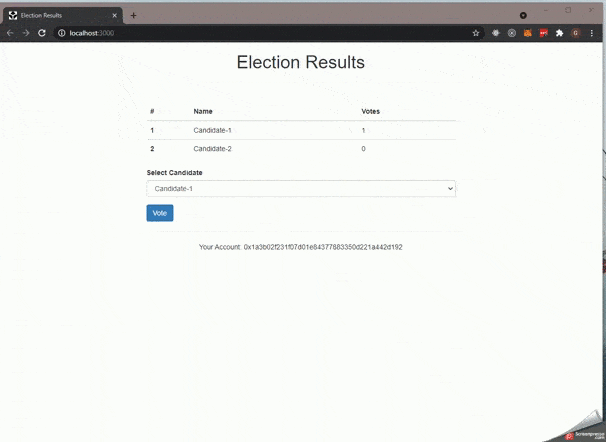 Election Results
localhost:3000
G
Election Results
# Name Votes
1 Candidate-1 1
2 Candidate-2 0
Select Candidate
Candidate-1
Vote
Your Account: 0x1a3b02f231f07d01e84377883350d221a442d192
Screenpresso